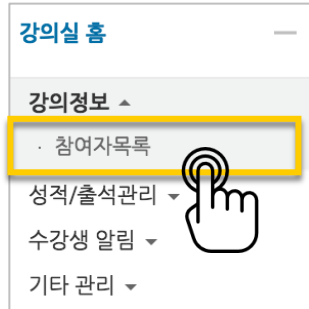 강의실 홈
강의정보
· 참여자목록
성적/출석관리
수강생 알림
기타 관리